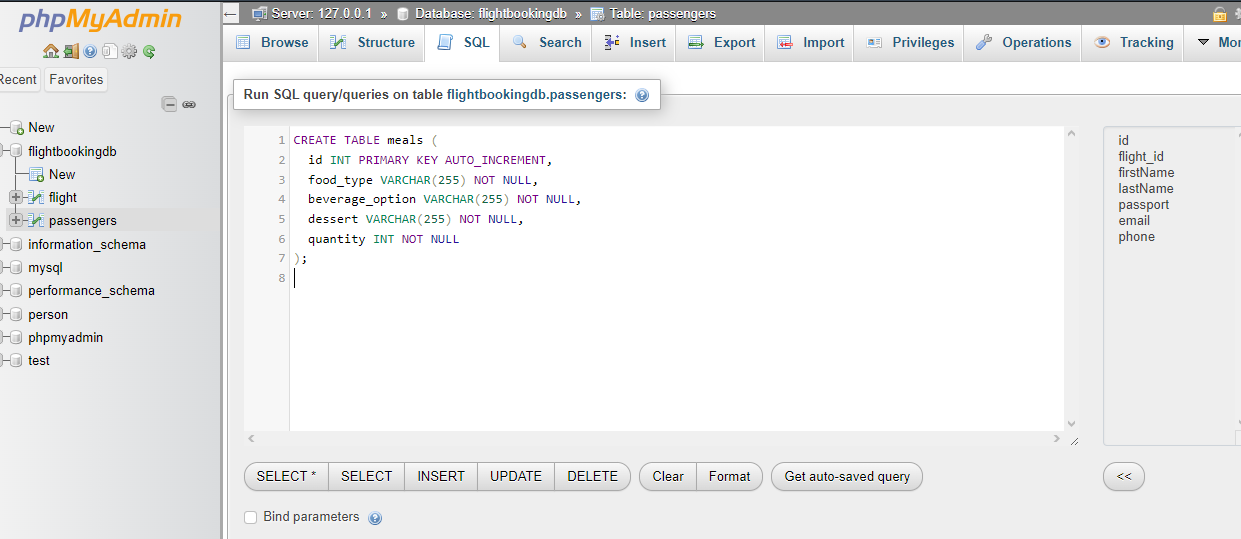 phpMyAdmin
Recent Favorites
New
flightbookingdb
New
flight
passengers
information_schema
mysql
performance_schema
person
phpmyadmin
test
Server: 127.0.0.1 » Database: flightbookingdb » Table: passengers
Browse Structure SQL Search Insert Export Import Privileges Operations Tracking
Run SQL query/queries on table flightbookingdb.passengers:
1 CREATE TABLE meals (
2 id INT PRIMARY KEY AUTO_INCREMENT,
3 food_type VARCHAR(255) NOT NULL,
4 beverage_option VARCHAR(255) NOT NULL,
5 dessert VARCHAR(255) NOT NULL,
6 quantity INT NOT NULL
7 );
8
id
flight_id
firstName
lastName
passport
email
phone
SELECT * SELECT INSERT UPDATE DELETE Clear Format Get auto-saved query <<
Bind parameters